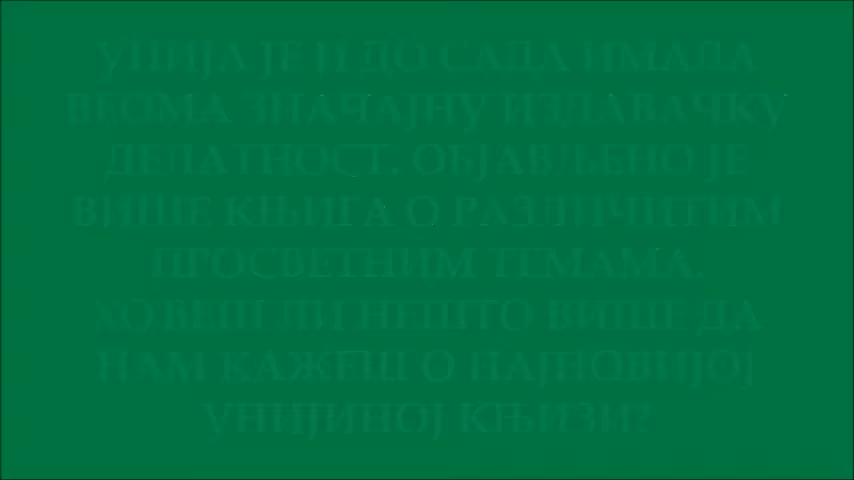 УНИЈА ЈЕ И ДО САДА ИМАЛА
ВЕОМА ЗНАЧАЈНУ ИЗДАВАЧКУ
ДЕЛАТНОСТ. ОБЈАВЉЕНО ЈЕ
ВИШЕ КЊИГА О РАЗЛИЧИТИМ
ПРОСВЕТНИМ ТЕМАМА.
ХОЋЕШ ЛИ НЕШТО ВИШЕ ДА
НАМ КАЖЕШ О НАЈНОВИЈОЈ
УНИЈИНОЈ КЊИЗИ?